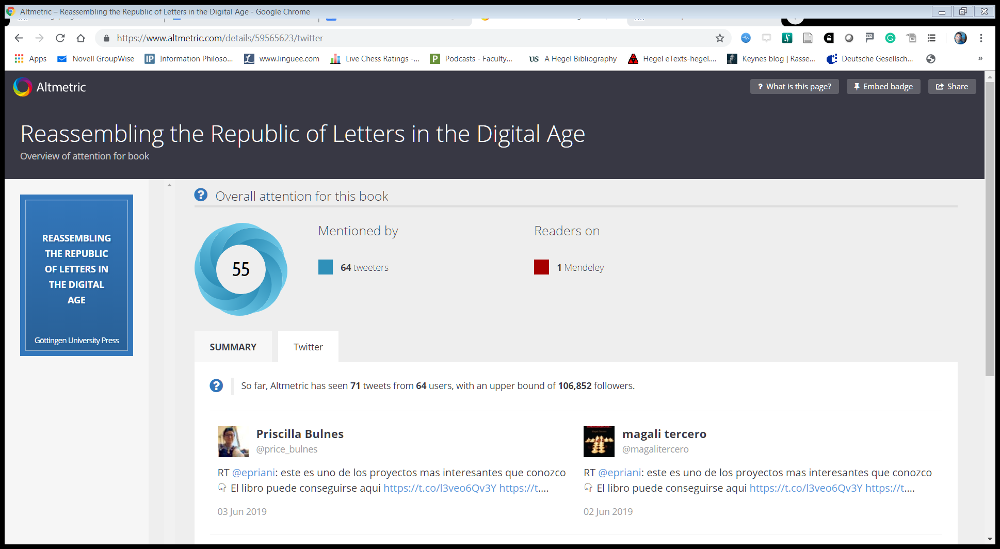 Altmetric – Reassembling the Republic of Letters in the Digital Age - Google Chrome
https://www.altmetric.com/details/59565623/twitter
Apps Novell GroupWise Information Philoso... www.linguee.com Live Chess Ratings -... Podcasts - Faculty... A Hegel Bibliography Hegel eTexts-hegel.... Keynes blog | Rasse... Deutsche Gesellsch... »
Altmetric
? What is this page? Embed badge Share
Reassembling the Republic of Letters in the Digital Age
Overview of attention for book
REASSEMBLING
THE REPUBLIC
OF LETTERS IN
THE DIGITAL
AGE
Göttingen University Press
? Overall attention for this book
55
Mentioned by
64 tweeters
Readers on
1 Mendeley
SUMMARY Twitter
? So far, Altmetric has seen 71 tweets from 64 users, with an upper bound of 106,852 followers.
Priscilla Bulnes
@price_bulnes
RT @epriani: este es uno de los proyectos mas interesantes que conozco
👇 El libro puede conseguirse aqui https://t.co/l3veo6Qv3Y https://t....
03 Jun 2019
magali tercero
@magalitercero
RT @epriani: este es uno de los proyectos mas interesantes que conozco
👇 El libro puede conseguirse aqui https://t.co/l3veo6Qv3Y https://t....
02 Jun 2019